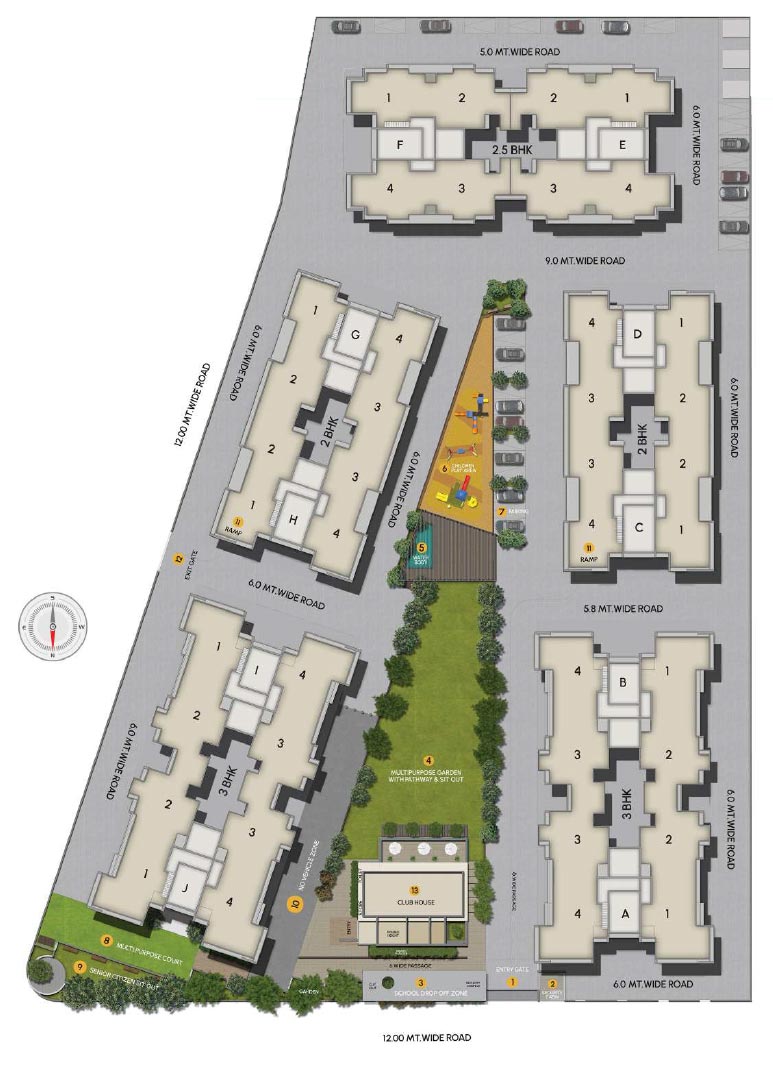 5.0 MT.WIDE ROAD
1 2 2 1
F 2.5 BHK E
4 3 3 4
6.0 MT.WIDE ROAD
9.0 MT.WIDE ROAD
12.00 MT.WIDE ROAD
6.0 MT.WIDE ROAD
1 G 4
2 3
2 BHK
2 3
1 H 4
11
RAMP
6.0 MT.WIDE ROAD
6 CHILDREN
PLAY AREA
7 PARKING
5
WATER
BODY
4 D 1
3 2
2 BHK
3 2
4 C 1
11
RAMP
6.0 MT.WIDE ROAD
12 EXIT GATE
6.0 MT.WIDE ROAD
5.8 MT.WIDE ROAD
S
E W
N
1 I 4
2 3
3 BHK
2 3
1 J 4
6.0 MT.WIDE ROAD
4
MULTIPURPOSE GARDEN
WITH PATHWAY & SIT OUT
4 B 1
3 2
3 BHK
3 2
4 A 1
6.0 MT.WIDE ROAD
10 NO VEHICLE ZONE
13
CLUB HOUSE
ENTRY
6 WIDE PASSAGE
8 MULTIPURPOSE COURT
9 SENIOR CITIZEN SIT OUT
GARDEN
6 WIDE PASSAGE
3
SCHOOL DROP OFF ZONE
ENTRY GATE
1
2
6.0 MT.WIDE ROAD
12.00 MT.WIDE ROAD